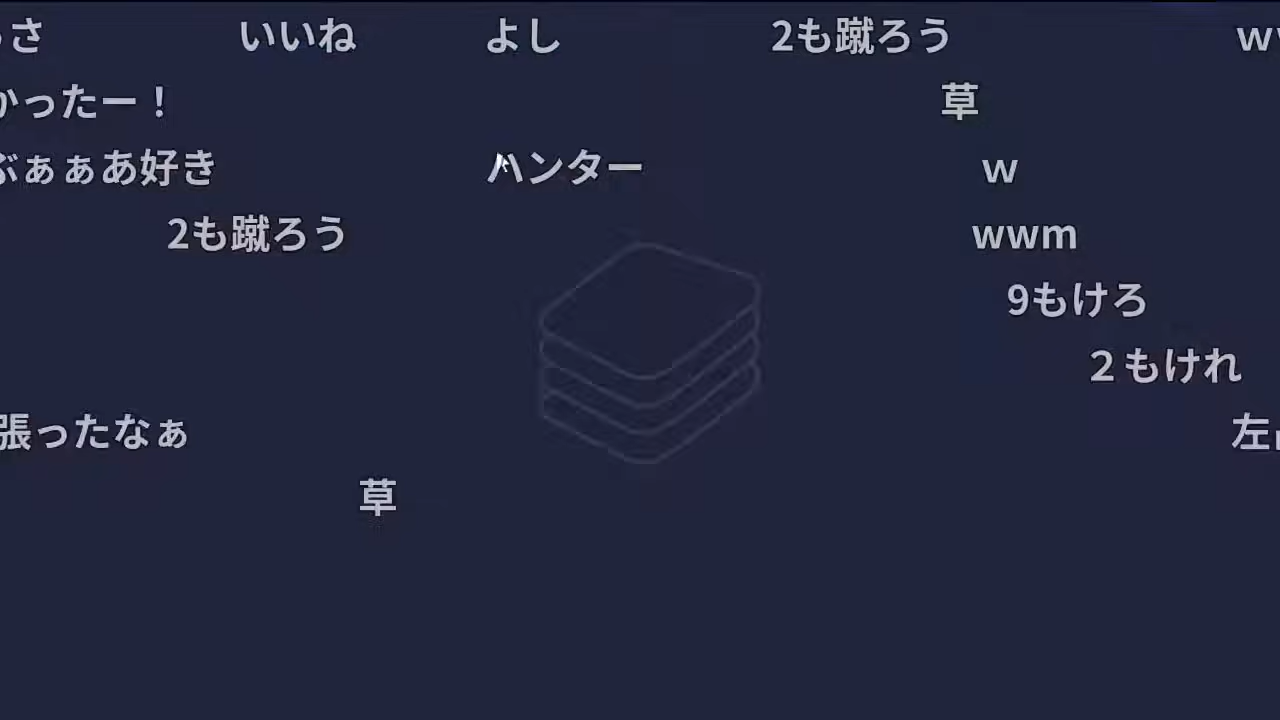 さ いいね よし 2も蹴ろう w
かったー！ 草
ぶぁぁあ好き ハンター w
2も蹴ろう wwm
9もけろ
２もけれ
張ったなぁ 左
草